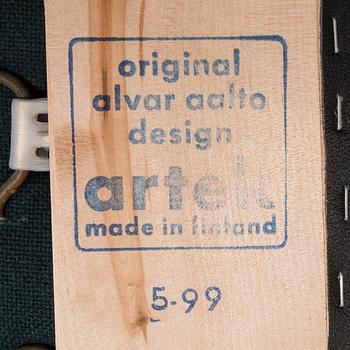 original
alvar aalto
design
artek
made in finland
5-99